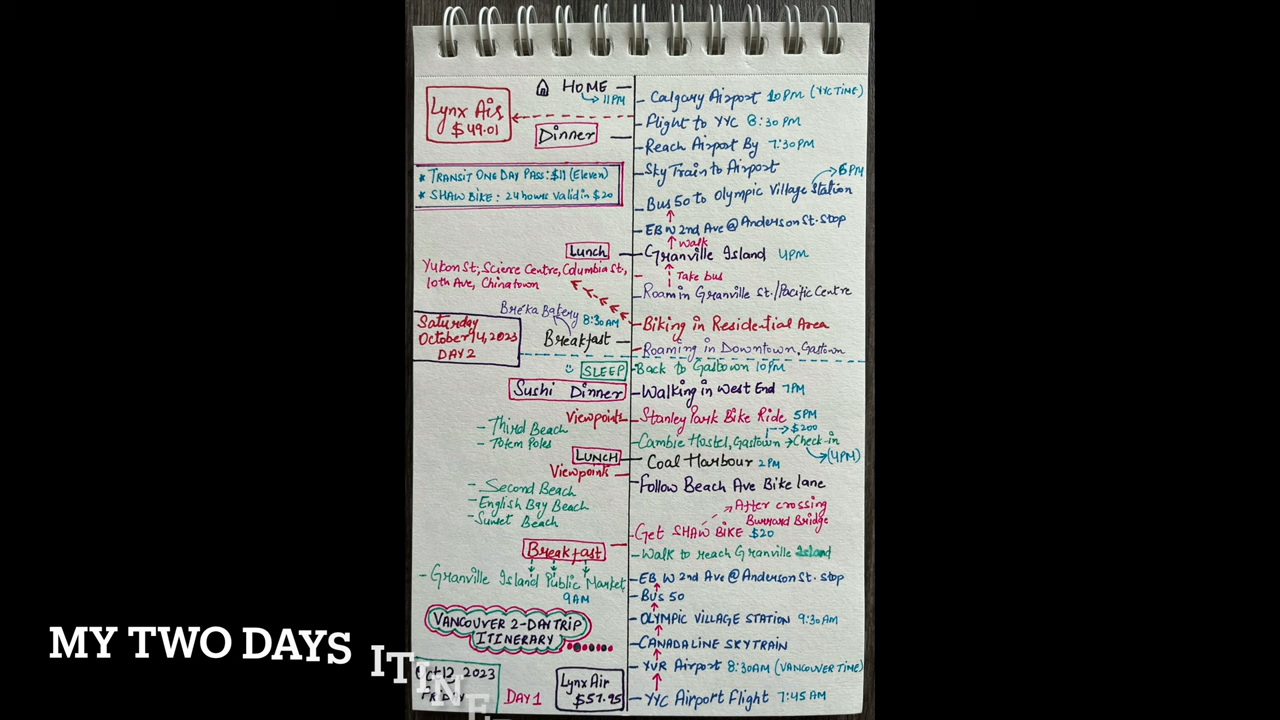 HOME
11PM
Calgary Airport 10PM (YYC TIME)
Lynx Air
$49.01
Flight to YYC 8:30PM
Dinner
Reach Airport By 7:30PM
* TRANSIT ONE DAY PASS: $11 (Eleven)
* SHAW BIKE: 24 hours Valid in $20
Sky Train to Airport
6PM
Bus 50 to Olympic Village Station
EB W 2nd Ave @ Anderson St. stop
Walk
Lunch
Granville Island 4PM
Yukon St, Science Centre, Columbia St,
10th Ave, Chinatown
Take bus
Roam in Granville St./Pacific Centre
Breka Bakery
8:30AM
Biking in Residential Area
Saturday
October 14, 2023
DAY 2
Breakfast
Roaming in Downtown, Gastown
SLEEP
Back to Gastown 10PM
Sushi Dinner
Walking in West End 7PM
Viewpoints
- Third Beach
- Totem Poles
Stanley Park Bike Ride 5PM
$200
Cambie Hostel, Gastown → Check-in
(4PM)
LUNCH
Coal Harbour 2PM
Viewpoints
- Second Beach
- English Bay Beach
- Sunset Beach
Follow Beach Ave Bike lane
After crossing
Burrard Bridge
Get SHAW BIKE $20
Breakfast
Walk to reach Granville Island
- Granville Island Public Market
9AM
EB W 2nd Ave @ Anderson St. stop
BUS 50
VANCOUVER 2-DAY TRIP
ITINERARY
OLYMPIC VILLAGE STATION 9:30AM
CANADA LINE SKYTRAIN
YVR Airport 8:30AM (VANCOUVER TIME)
2023
DAY 1
Lynx Air
$57.95
YYC Airport Flight 7:45AM
MY TWO DAYS ITINE